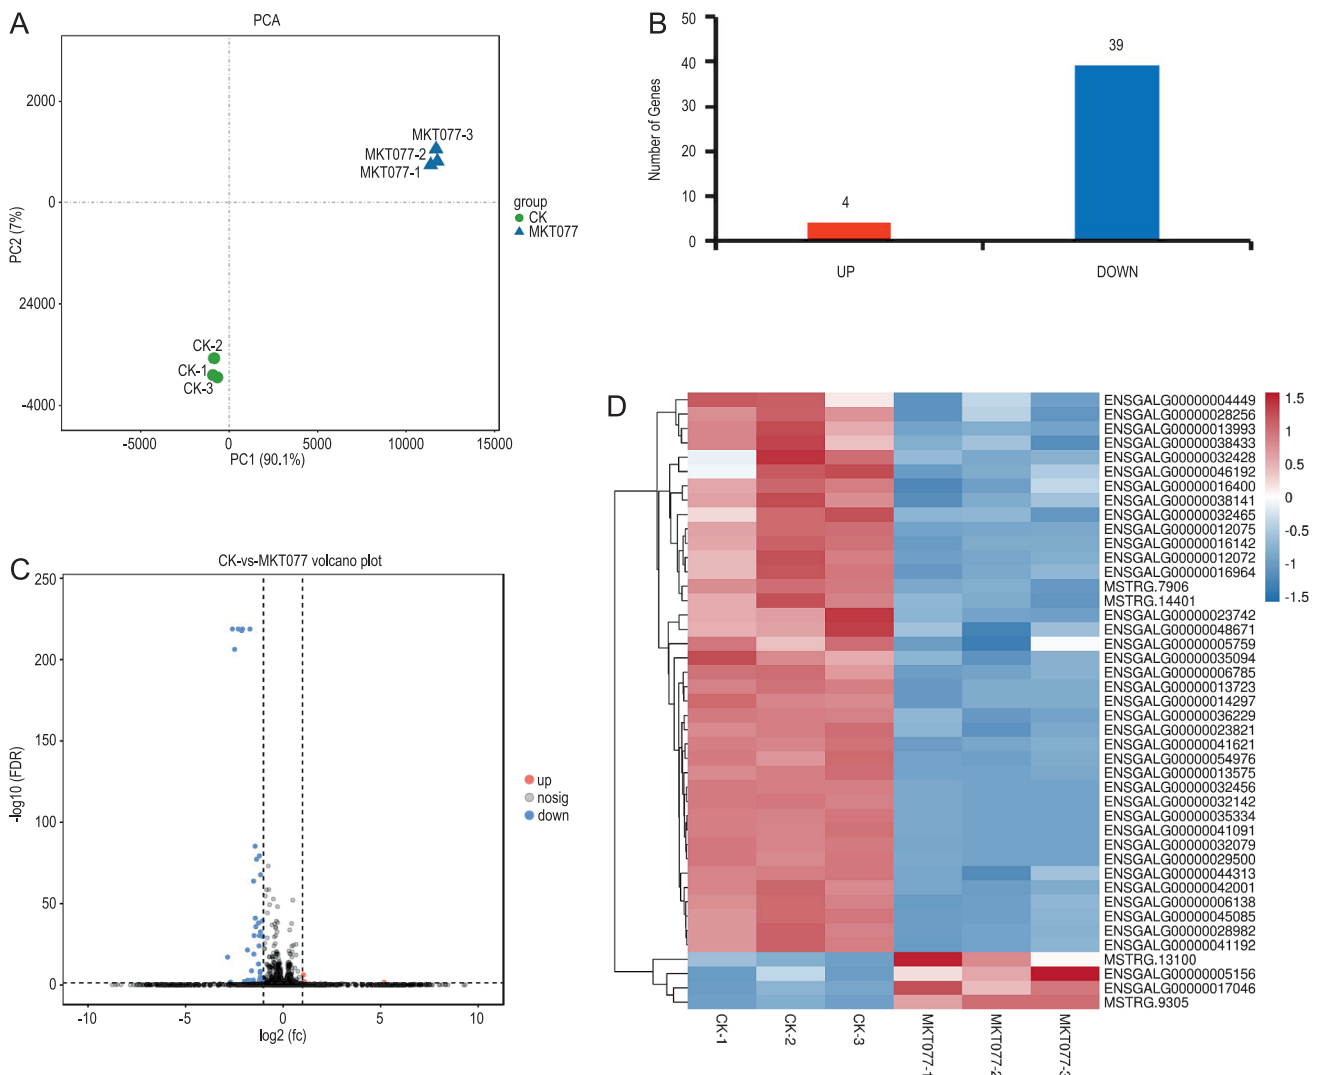 A
PCA
2000
0
24000
-4000
PC2 (7%)
MKT077-3
MKT077-2
MKT077-1
CK-2
CK-1
CK-3
-5000
0
5000
10000
15000
PC1 (90.1%)
group
CK
MKT077
B
50
40
30
20
10
0
Number of Genes
4
39
UP
DOWN
C
CK-vs-MKT077 volcano plot
250
200
150
100
50
0
-log10 (FDR)
-10
-5
0
5
10
log2 (fc)
up
nosig
down
D
ENSGALG00000004449
ENSGALG00000028256
ENSGALG00000013993
ENSGALG00000038433
ENSGALG00000032428
ENSGALG00000046192
ENSGALG00000016400
ENSGALG00000038141
ENSGALG00000032465
ENSGALG00000012075
ENSGALG00000016142
ENSGALG00000012072
ENSGALG00000016964
MSTRG.7906
MSTRG.14401
ENSGALG00000023742
ENSGALG00000048671
ENSGALG00000005759
ENSGALG00000035094
ENSGALG00000006785
ENSGALG00000013723
ENSGALG00000014297
ENSGALG00000036229
ENSGALG00000023821
ENSGALG00000041621
ENSGALG00000054976
ENSGALG00000013575
ENSGALG00000032456
ENSGALG00000032142
ENSGALG00000035334
ENSGALG00000041091
ENSGALG00000032079
ENSGALG00000029500
ENSGALG00000044313
ENSGALG00000042001
ENSGALG00000006138
ENSGALG00000045085
ENSGALG00000028982
ENSGALG00000041192
MSTRG.13100
ENSGALG00000005156
ENSGALG00000017046
MSTRG.9305
CK-1
CK-2
CK-3
MKT077-1
MKT077-2
MKT077-3
1.5
1
0.5
0
-0.5
-1
-1.5